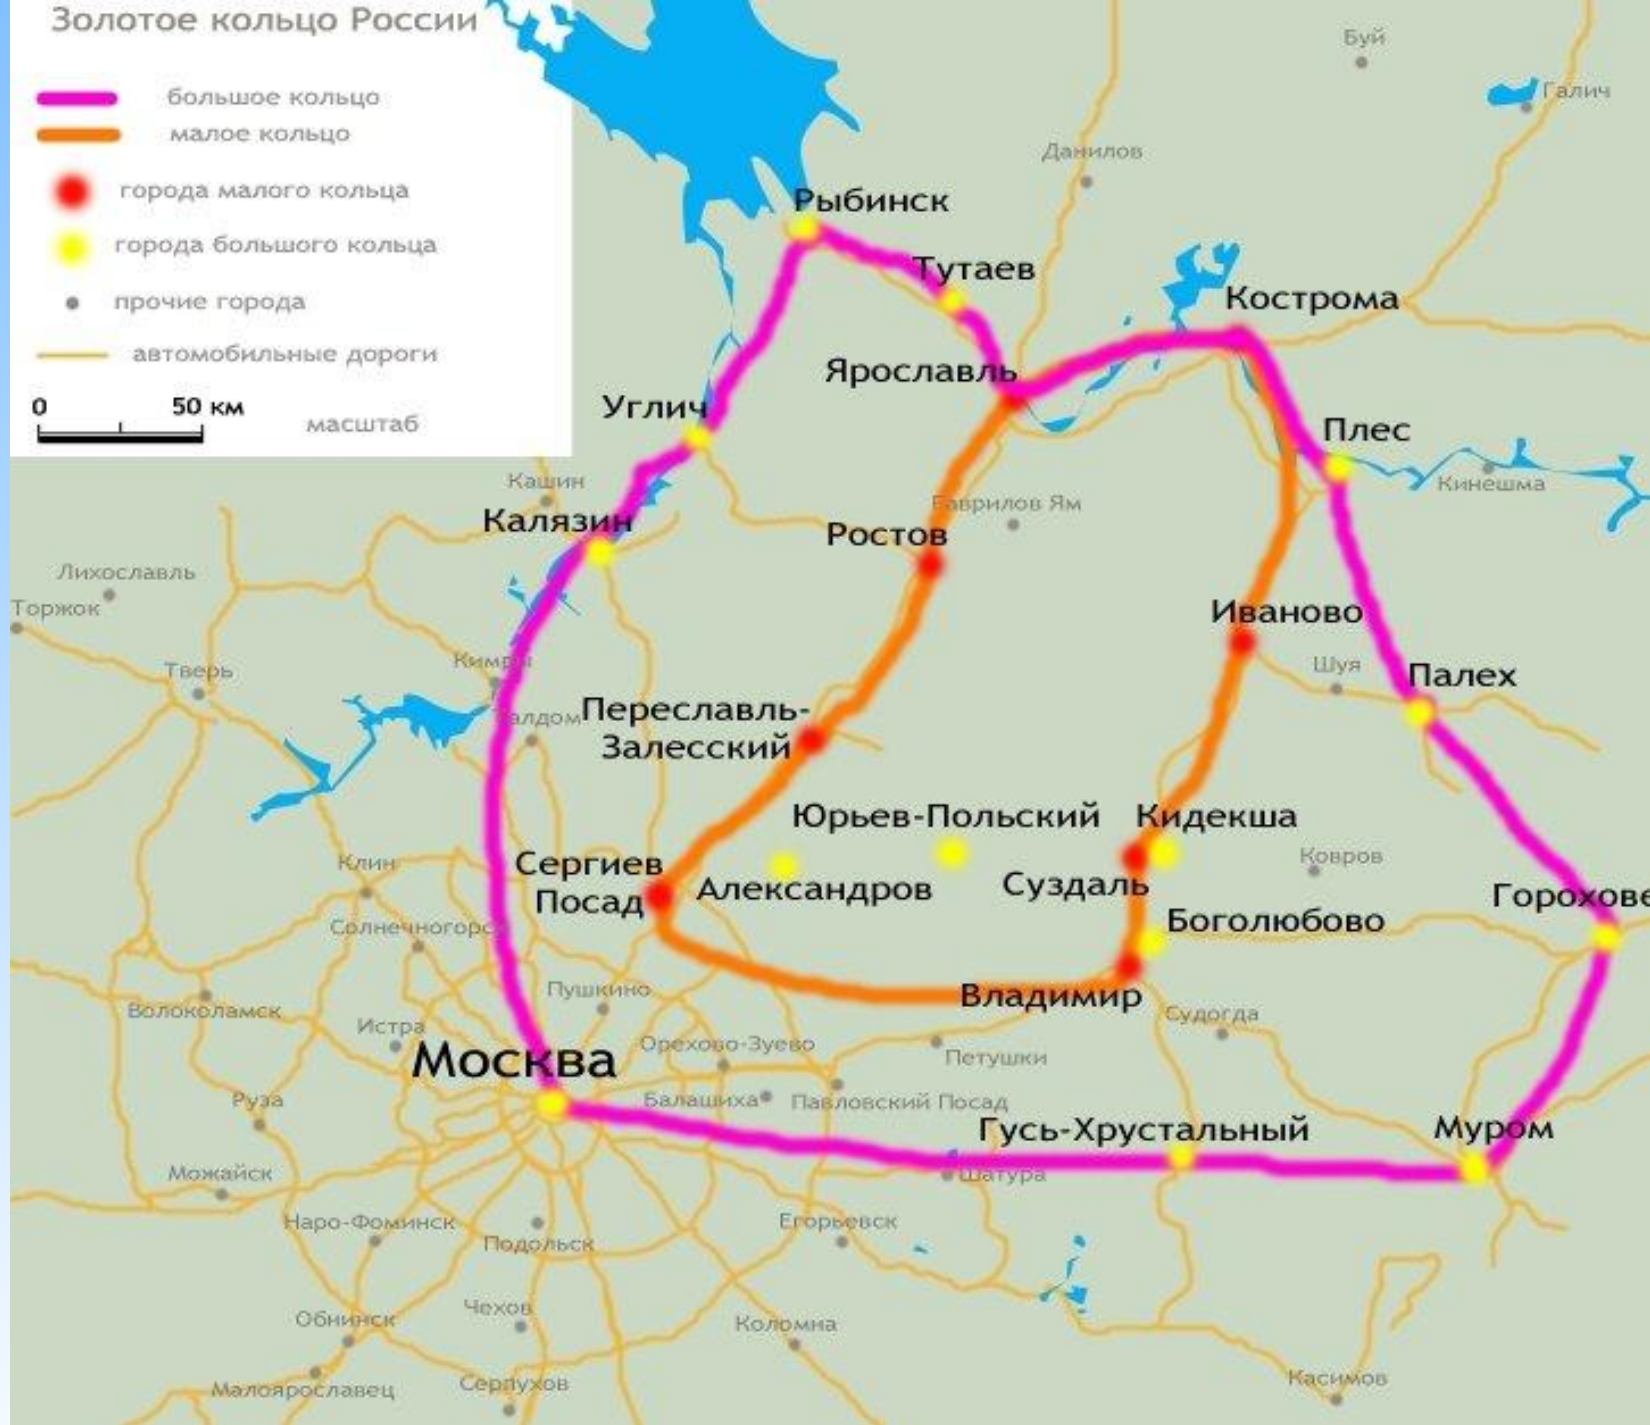 Золотое кольцо России
большое кольцо
малое кольцо
города малого кольца
города большого кольца
прочие города
автомобильные дороги
0 50 км
масштаб
Буй
Галич
Данилов
Рыбинск
Тутаев
Кострома
Ярославль
Углич
Плес
Кашин
Кинешма
Калязин
Гаврилов Ям
Ростов
Лихославль
Торжок
Иваново
Кимры
Тверь
Шуя
Палех
Талдом
Переславль-
Залесский
Юрьев-Польский
Кидекша
Клин
Сергиев
Посад
Александров
Суздаль
Ковров
Горохове
Солнечногорс
Боголюбово
Пушкино
Владимир
Волоколамск
Истра
Судогда
Москва
Орехово-Зуево
Петушки
Руза
Балашиха
Павловский Посад
Гусь-Хрустальный
Муром
Можайск
Шатура
Наро-Фоминск
Подольск
Егорьевск
Чехов
Обнинск
Коломна
Малоярославец
Серпухов
Касимов